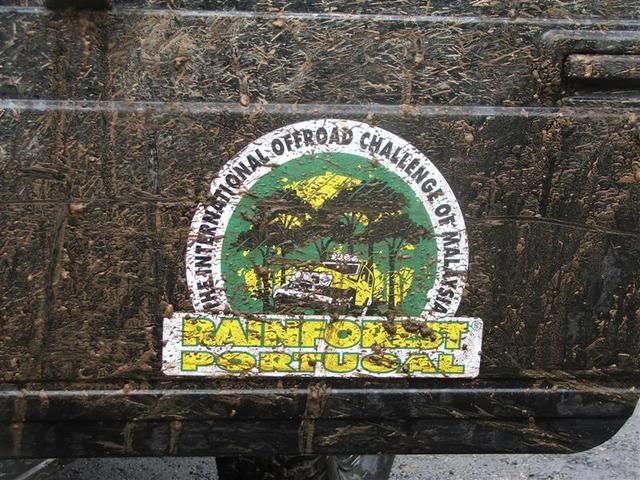 THE INTERNATIONAL OFFROAD CHALLENGE OF MALAYSIA
RAINFOREST®
PORTUGAL